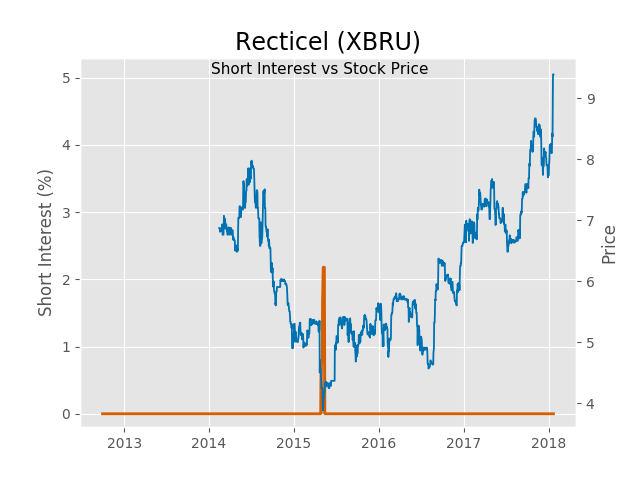 Recticel (XBRU)
Short Interest vs Stock Price
Short Interest (%)
5
4
3
2
1
0
9
8
7
6
5
4
Price
2013 2014 2015 2016 2017 2018